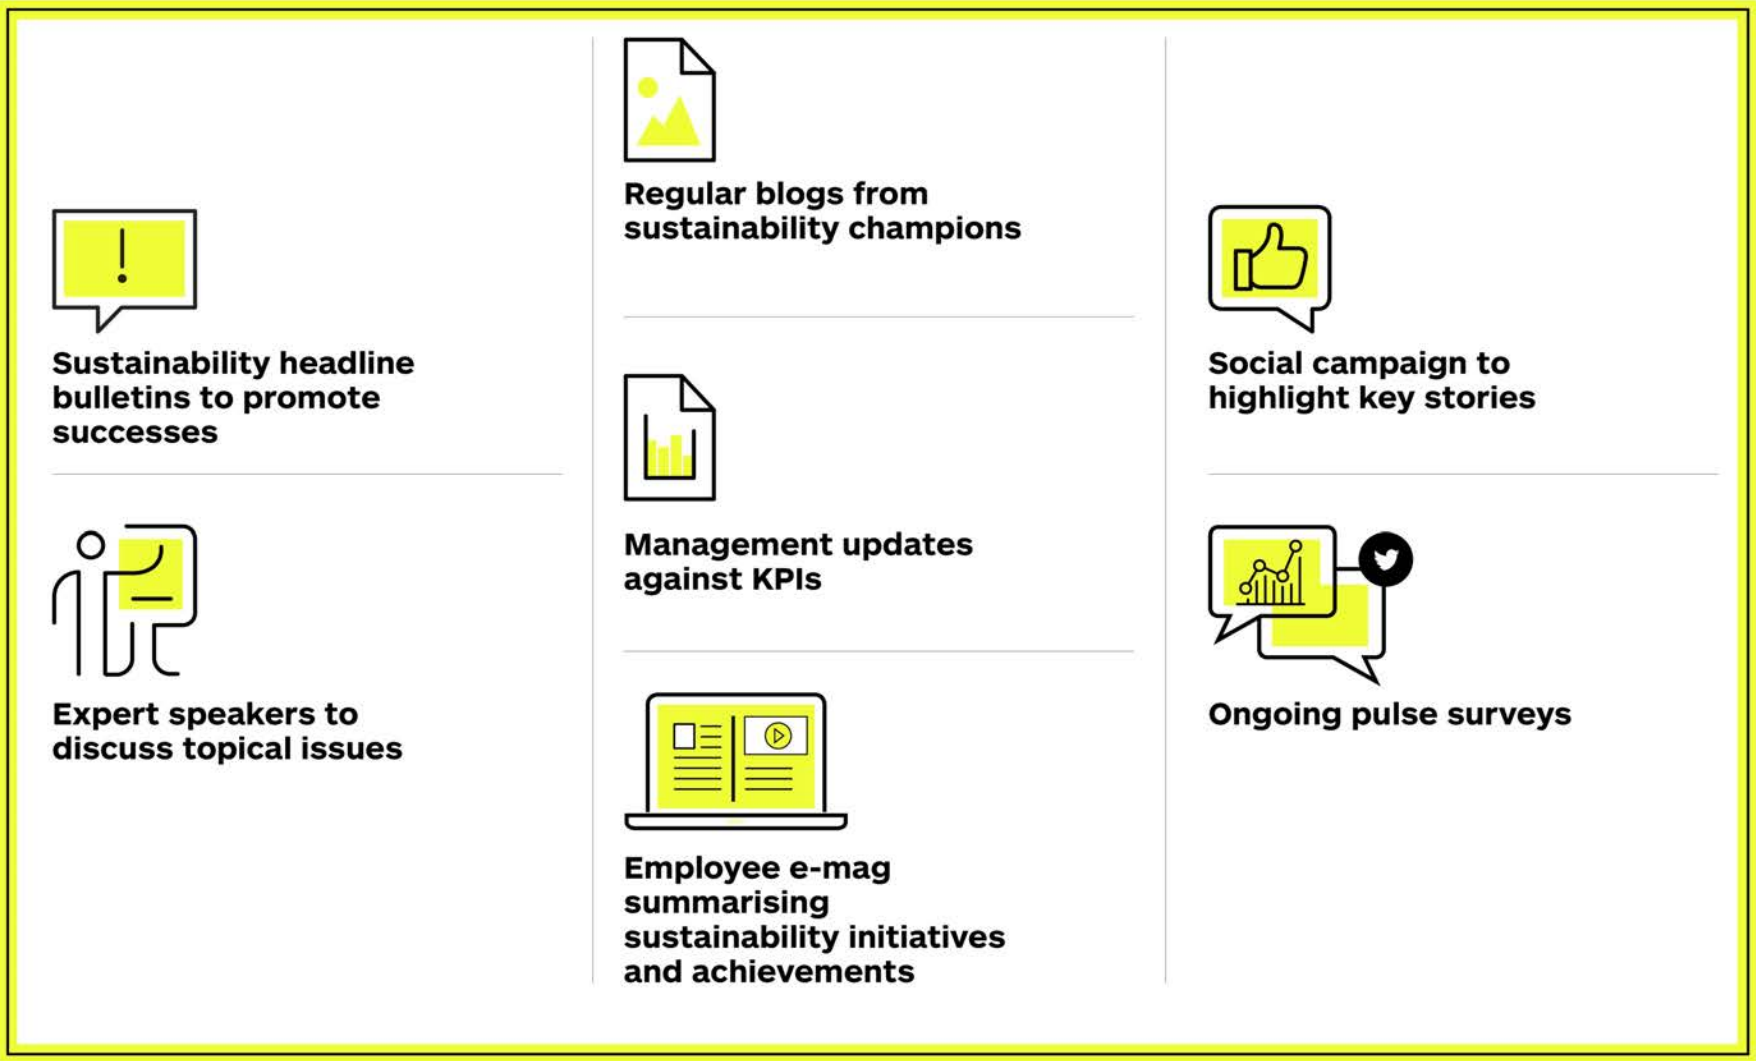 Sustainability headline
bulletins to promote
successes
Expert speakers to
discuss topical issues
Regular blogs from
sustainability champions
Management updates
against KPIs
Employee e-mag
summarising
sustainability initiatives
and achievements
Social campaign to
highlight key stories
Ongoing pulse surveys